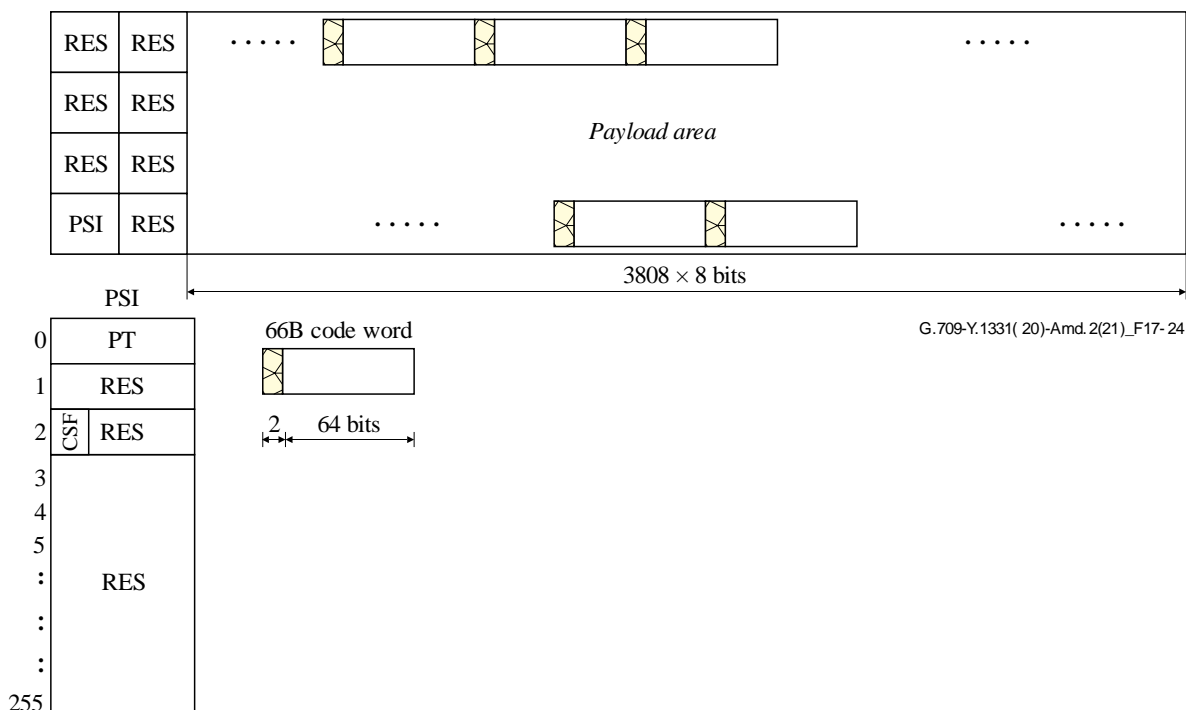 RES RES ..... .....
RES RES
Payload area
RES RES
PSI RES ..... .....
3808 × 8 bits
PSI
G.709-Y.1331( 20)-Amd. 2(21)_F17- 24
0 PT 66B code word
1 RES
2 CSF RES 2 64 bits
3
4
5
:
RES
:
:
255